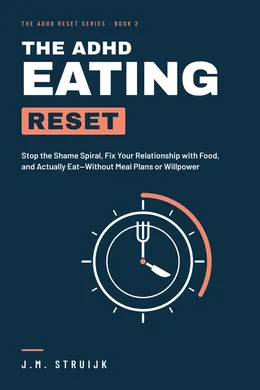 THE ADHD RESET SERIES · BOOK 2
THE ADHD
EATING
RESET
Stop the Shame Spiral, Fix Your Relationship with Food,
and Actually Eat—Without Meal Plans or Willpower
J.M. STRUIJK